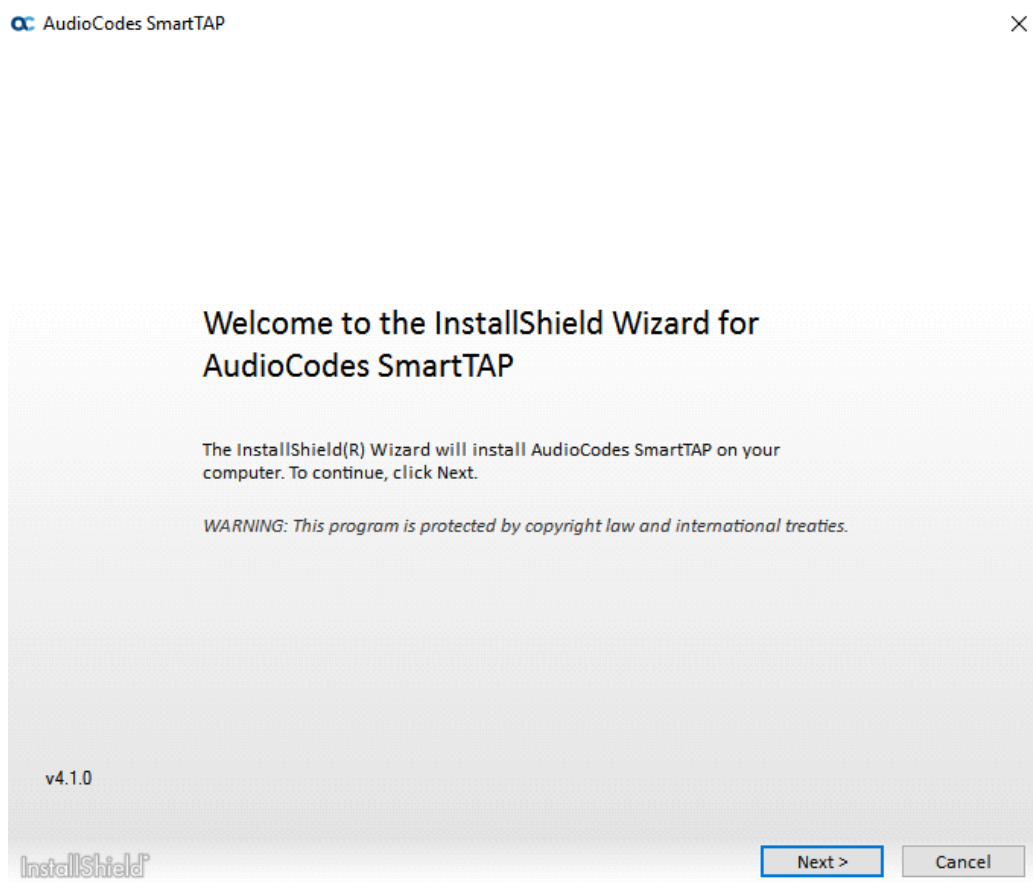 AudioCodes SmartTAP
Welcome to the InstallShield Wizard for
AudioCodes SmartTAP
The InstallShield(R) Wizard will install AudioCodes SmartTAP on your
computer. To continue, click Next.
WARNING: This program is protected by copyright law and international treaties.
v4.1.0
InstallShield
Next >
Cancel